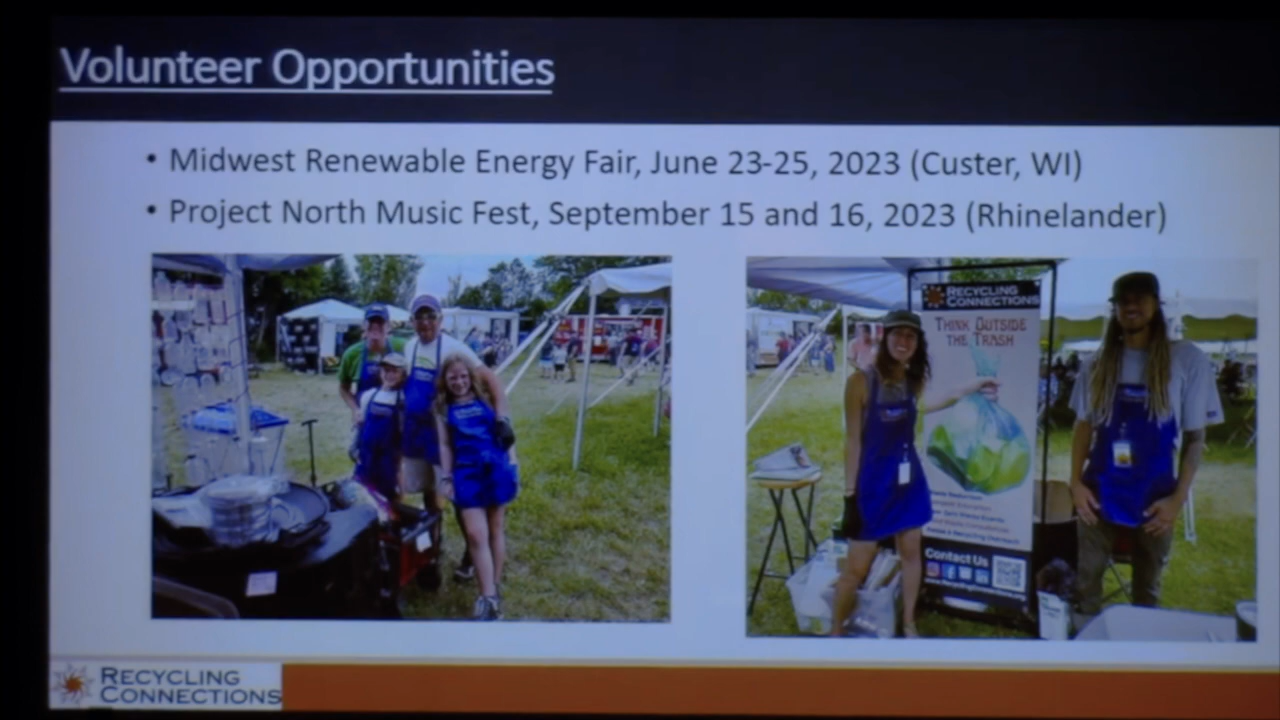 Volunteer Opportunities
• Midwest Renewable Energy Fair, June 23-25, 2023 (Custer, WI)
• Project North Music Fest, September 15 and 16, 2023 (Rhinelander)
RECYCLING
CONNECTIONS
THINK OUTSIDE
THE TRASH
Contact Us
RECYCLING
CONNECTIONS